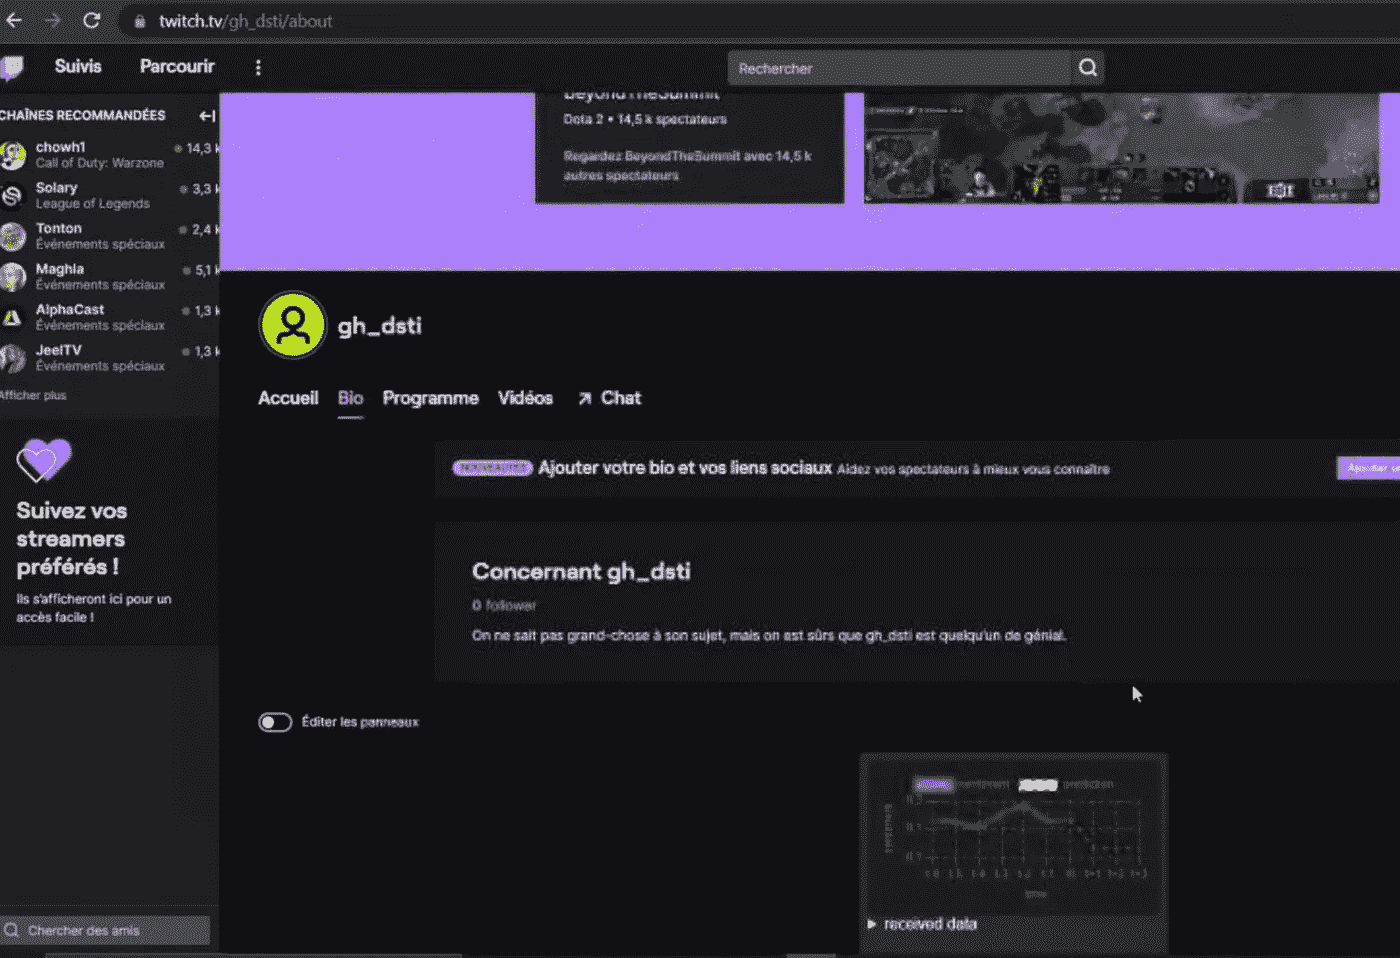 twitch.tv/gh_dsti/about
Suivis Parcourir
Rechercher
CHAÎNES RECOMMANDÉES
chowh1 14,3 k
Call of Duty: Warzone
Solary 3,3 k
League of Legends
Tonton 2,4 k
Événements spéciaux
Maghla 5,1 k
Événements spéciaux
AlphaCast 1,3 k
Événements spéciaux
JeelTV 1,3 k
Événements spéciaux
Afficher plus
Suivez vos
streamers
préférés !
Ils s'afficheront ici pour un
accès facile !
Chercher des amis
BeyondTheSummit
Dota 2 • 14,5 k spectateurs
Regardez BeyondTheSummit avec 14,5 k
autres spectateurs
gh_dsti
Accueil Bio Programme Vidéos Chat
Ajouter votre bio et vos liens sociaux Aidez vos spectateurs à mieux vous connaître
Ajouter un
Concernant gh_dsti
0 follower
On ne sait pas grand-chose à son sujet, mais on est sûrs que gh_dsti est quelqu'un de génial.
Éditer les panneaux
prediction
time
received data